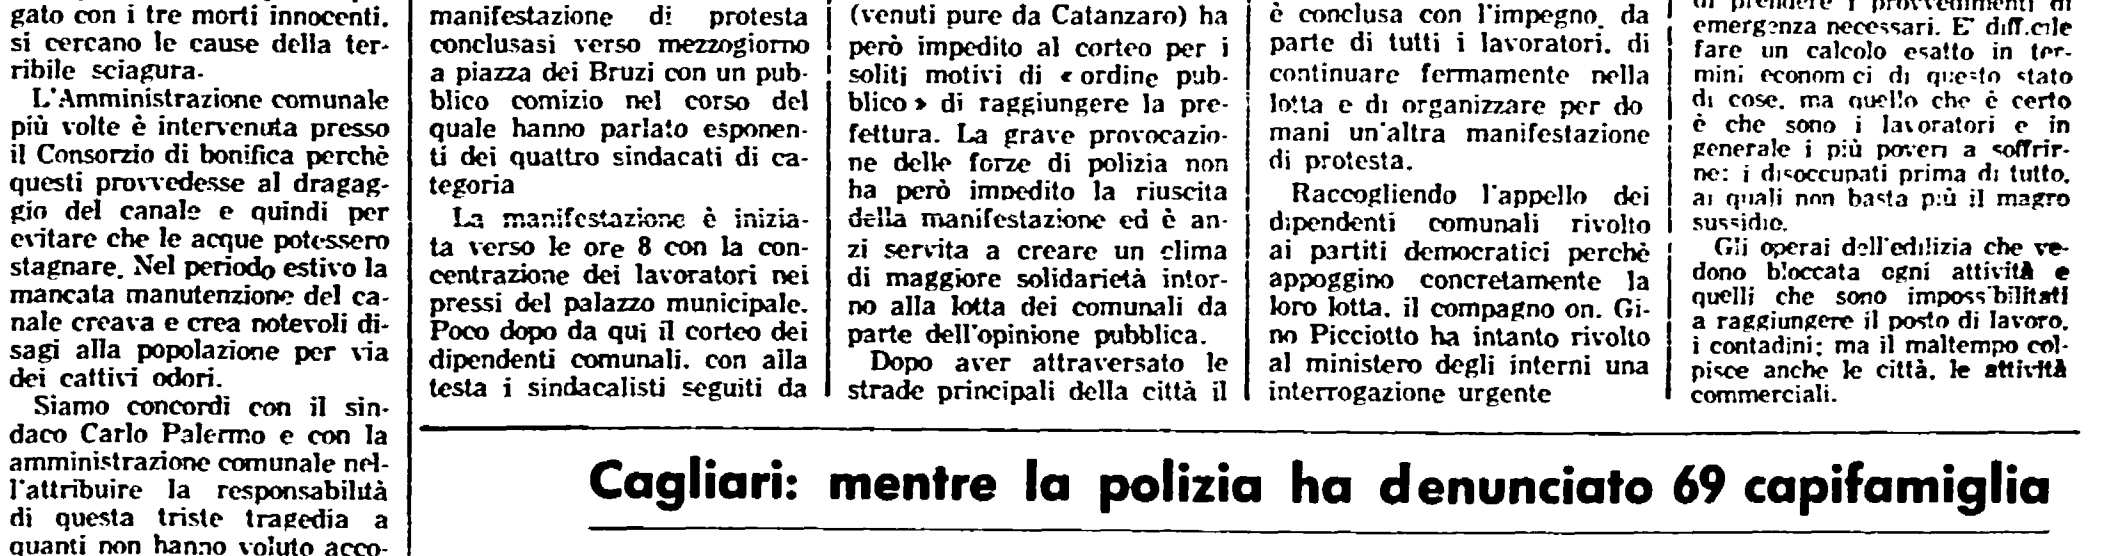 gato con i tre morti innocenti.
si cercano le cause della ter-
ribile sciagura.
L'Amministrazione comunale
più volte è intervenuta presso
il Consorzio di bonifica perchè
questi provvedesse al dragag-
gio del canale e quindi per
evitare che le acque potessero
stagnare. Nel periodo estivo la
mancata manutenzione del ca-
nale creava e crea notevoli di-
sagi alla popolazione per via
dei cattivi odori.
Siamo concordi con il sin-
daco Carlo Palermo e con la
amministrazione comunale nel-
l'attribuire la responsabilità
di questa triste tragedia a
quanti non hanno voluto acco-
manifestazione di protesta
conclusasi verso mezzogiorno
a piazza dei Bruzi con un pub-
blico comizio nel corso del
quale hanno parlato esponen-
ti dei quattro sindacati di ca-
tegoria
La manifestazione è inizia-
ta verso le ore 8 con la con-
centrazione dei lavoratori nei
pressi del palazzo municipale.
Poco dopo da qui il corteo dei
dipendenti comunali. con alla
testa i sindacalisti seguiti da
(venuti pure da Catanzaro) ha
però impedito al corteo per i
soliti motivi di « ordine pub-
blico » di raggiungere la pre-
fettura. La grave provocazio-
ne delle forze di polizia non
ha però impedito la riuscita
della manifestazione ed è an-
zi servita a creare un clima
di maggiore solidarietà intor-
no alla lotta dei comunali da
parte dell'opinione pubblica.
Dopo aver attraversato le
strade principali della città il
è conclusa con l'impegno. da
parte di tutti i lavoratori. di
continuare fermamente nella
lotta e di organizzare per do
mani un'altra manifestazione
di protesta.
Raccogliendo l'appello dei
dipendenti comunali rivolto
ai partiti democratici perchè
appoggino concretamente la
loro lotta. il compagno on. Gi-
no Picciotto ha intanto rivolto
al ministero degli interni una
interrogazione urgente
di prendere i provvedimenti di
emergenza necessari. E' difficile
fare un calcolo esatto in ter-
mini economici di questo stato
di cose. ma quello che è certo
è che sono i lavoratori e in
generale i più poveri a soffrir-
ne: i disoccupati prima di tutto.
ai quali non basta più il magro
sussidio.
Gli operai dell'edilizia che ve-
dono bloccata ogni attività e
quelli che sono impossibilitati
a raggiungere il posto di lavoro.
i contadini; ma il maltempo col-
pisce anche le città. le attività
commerciali.
Cagliari: mentre la polizia ha denunciato 69 capifamiglia